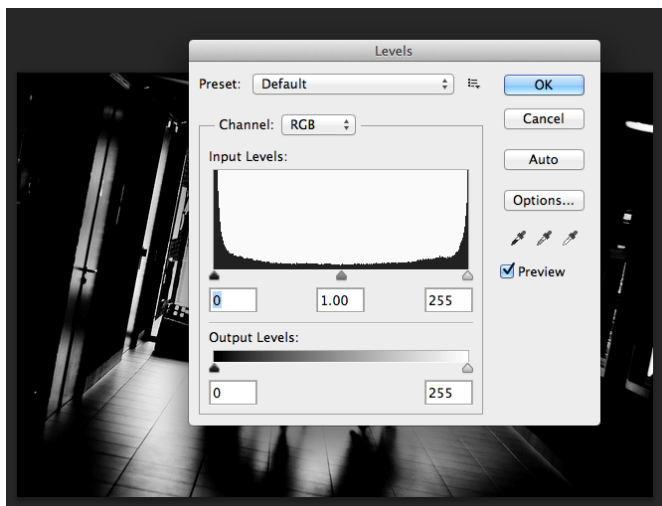 Levels
Preset: Default
OK
Channel: RGB
Cancel
Input Levels:
Auto
Options...
Preview
0 1.00 255
Output Levels:
0 255